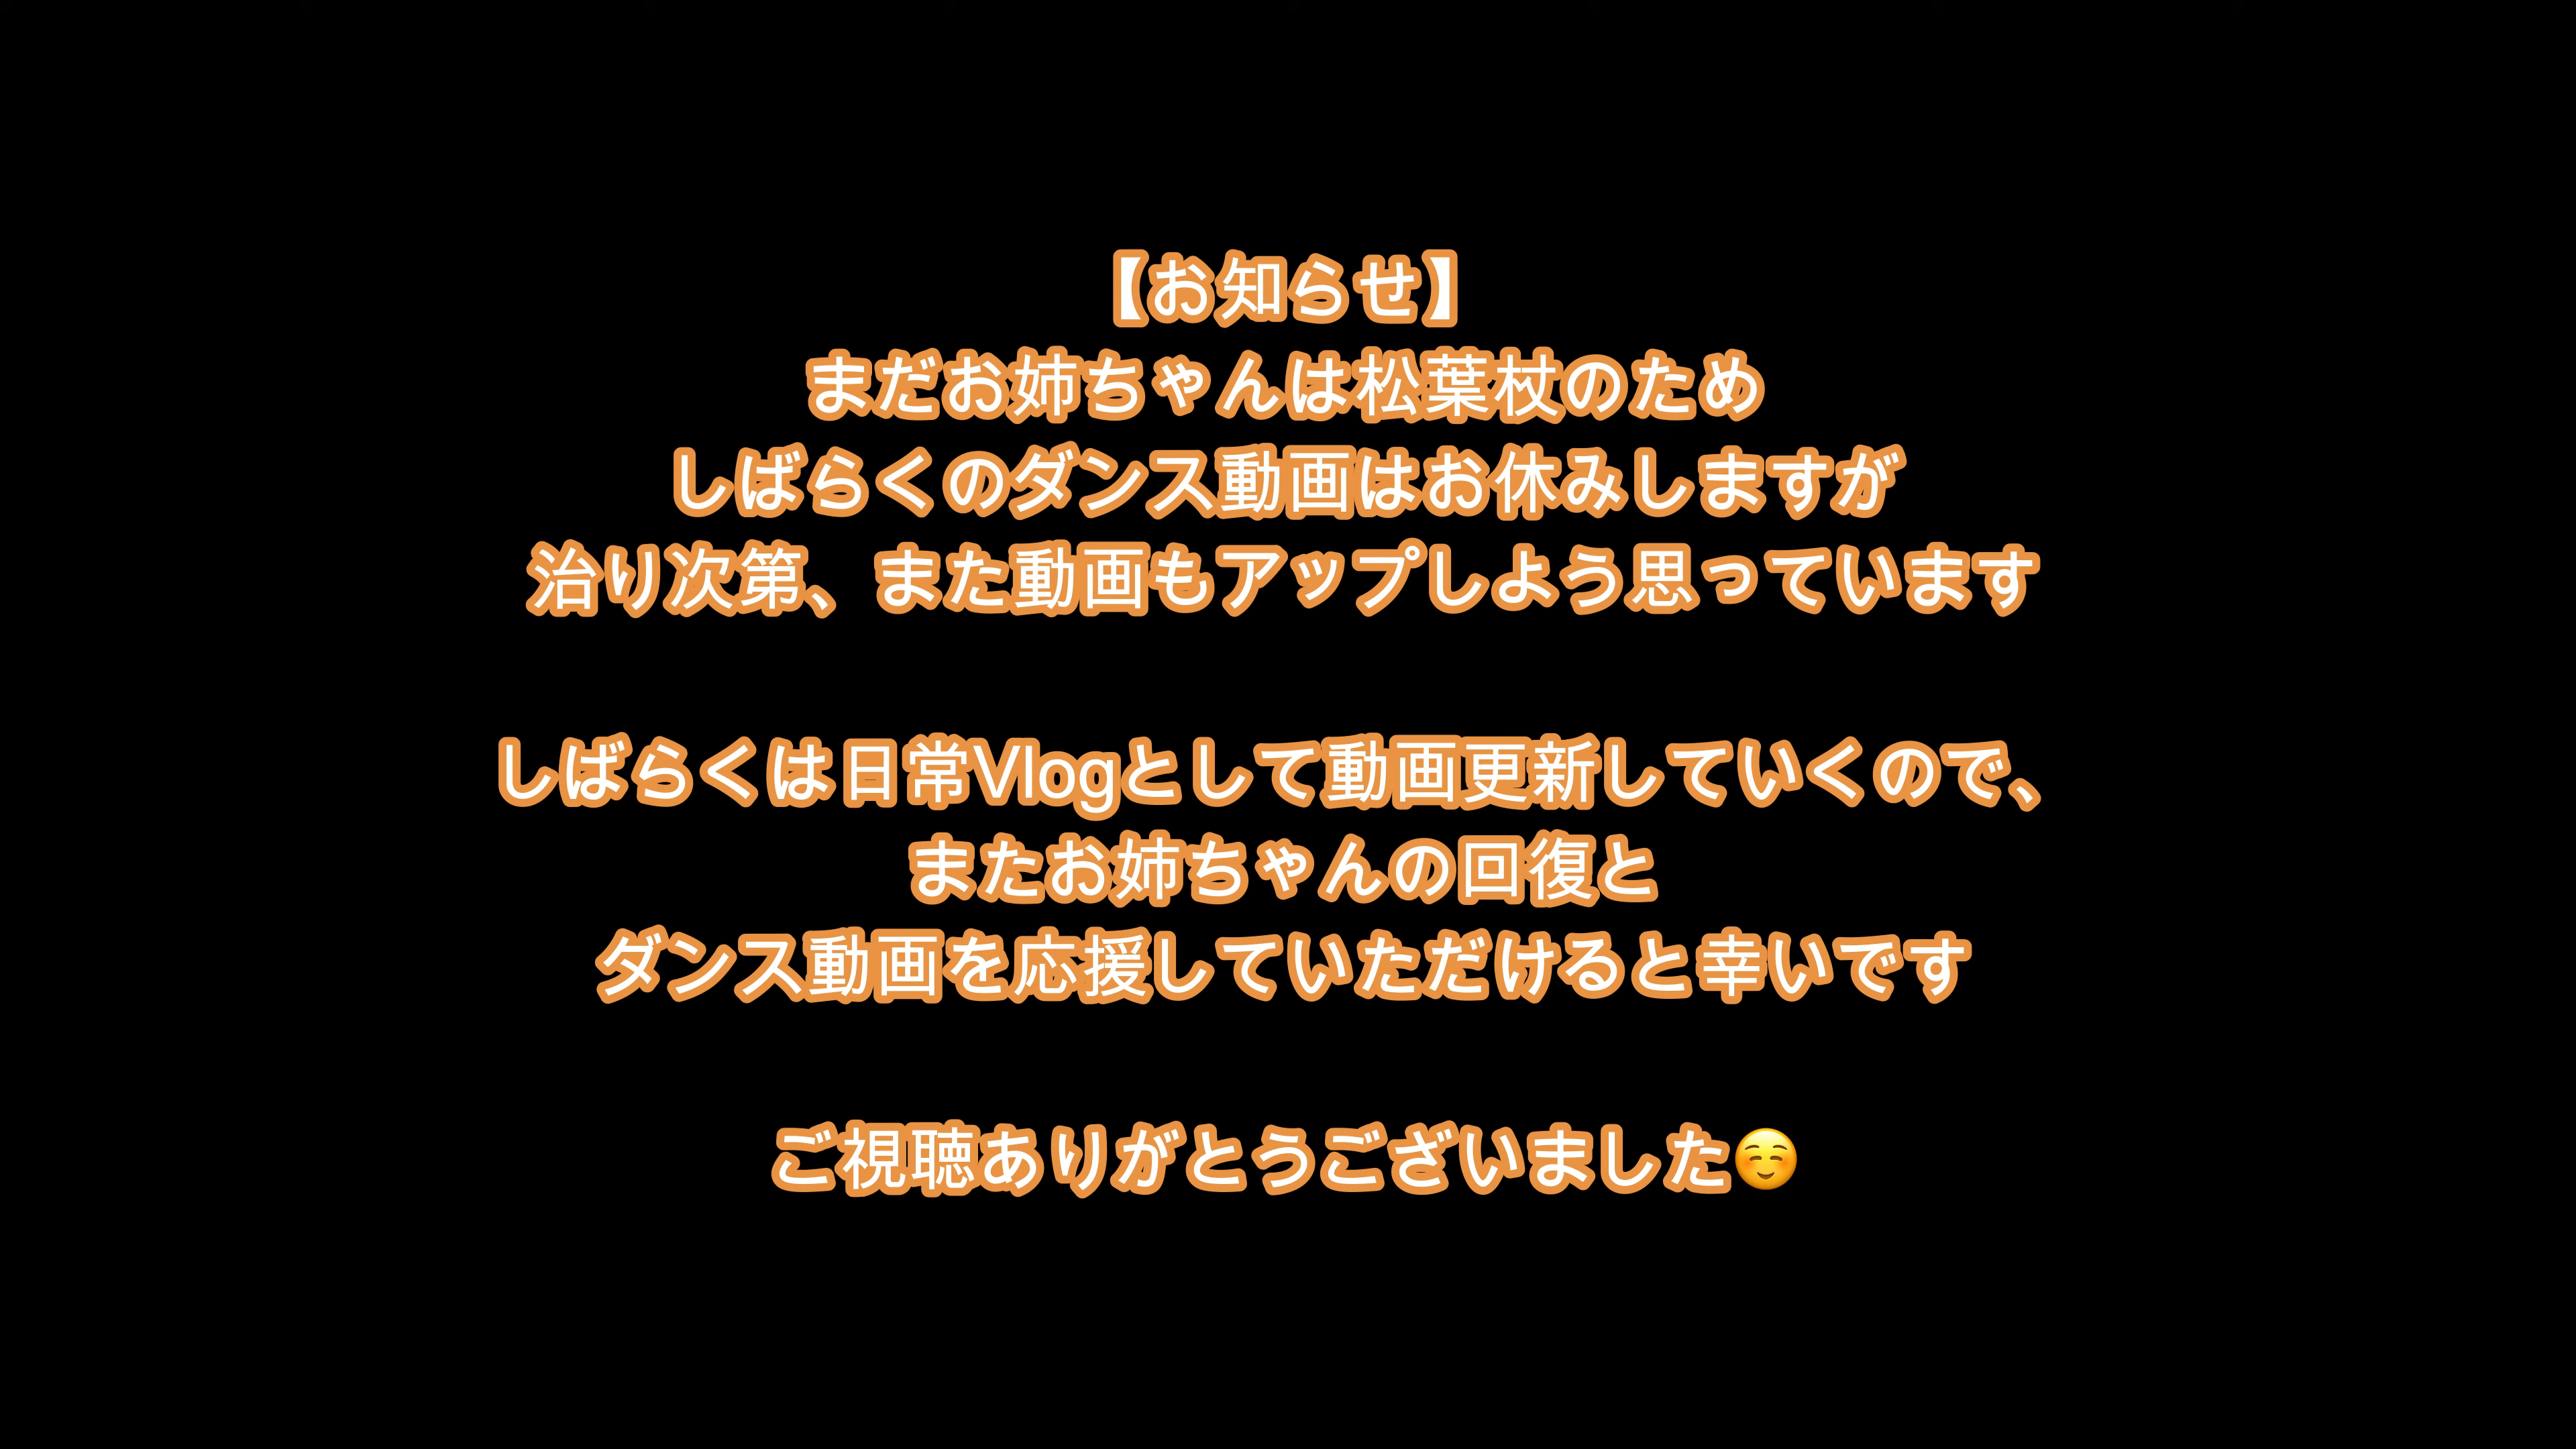 【お知らせ】
まだお姉ちゃんは松葉杖のため
しばらくのダンス動画はお休みしますが
治り次第、また動画もアップしよう思っています
しばらくは日常Vlogとして動画更新していくので、
またお姉ちゃんの回復と
ダンス動画を応援していただけると幸いです
ご視聴ありがとうございました☺️